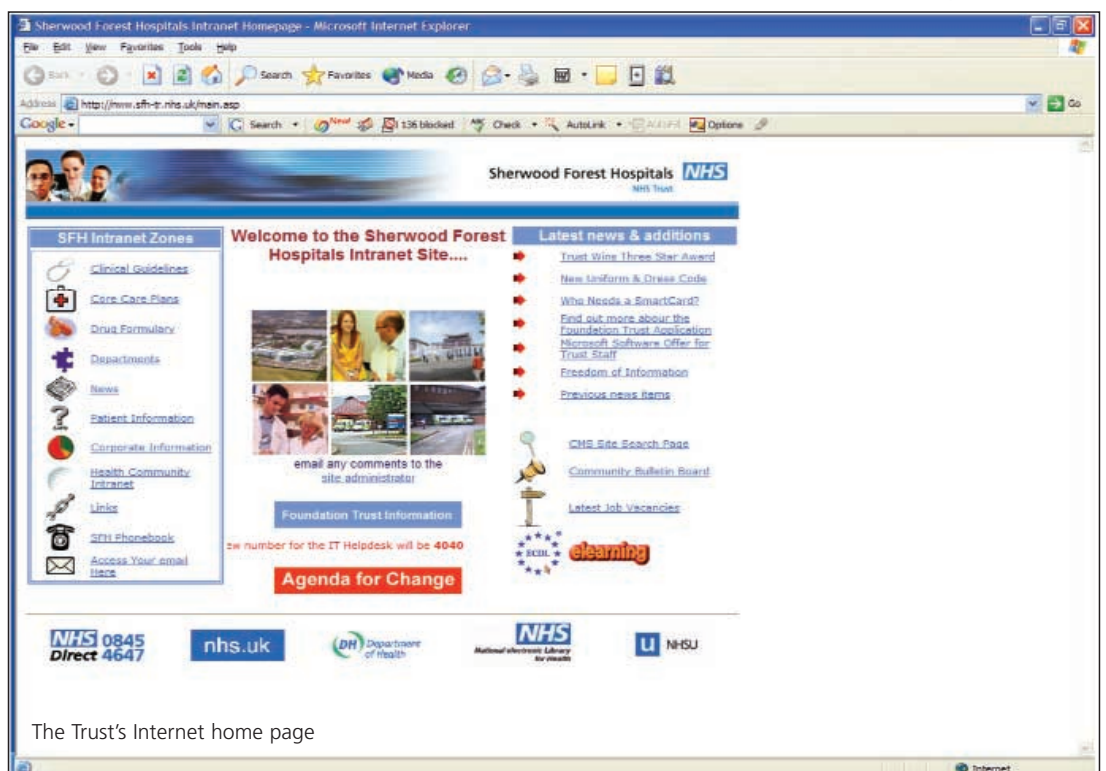 Sherwood Forest Hospitals Intranet Homepage - Microsoft Internet Explorer
File Edit View Favorites Tools Help
Back Search Favorites Media
Address http://www.sfh-tr.nhs.uk/main.asp Go
Google Search New! 136 blocked Check AutoLink AutoFill Options
Sherwood Forest Hospitals NHS
NHS Trust
SFH Intranet Zones
Clinical Guidelines
Core Care Plans
Drug Formulary
Departments
News
Patient Information
Corporate Information
Health Community
Intranet
Links
SFH Phonebook
Access Your email
Here
Welcome to the Sherwood Forest
Hospitals Intranet Site....
email any comments to the
site administrator
Foundation Trust Information
ew number for the IT Helpdesk will be 4040
Agenda for Change
Latest news & additions
Trust Wins Three Star Award
New Uniform & Dress Code
Who Needs a SmartCard?
Find out more abour the
Foundation Trust Application
Microsoft Software Offer for
Trust Staff
Freedom of Information
Previous news items
CMS Site Search Page
Community Bulletin Board
Latest Job Vacancies
ECDL elearning
NHS 0845
Direct 4647
nhs.uk
DH Department
of Health
NHS
National electronic Library
for Health
U NHSU
The Trust's Internet home page
Internet